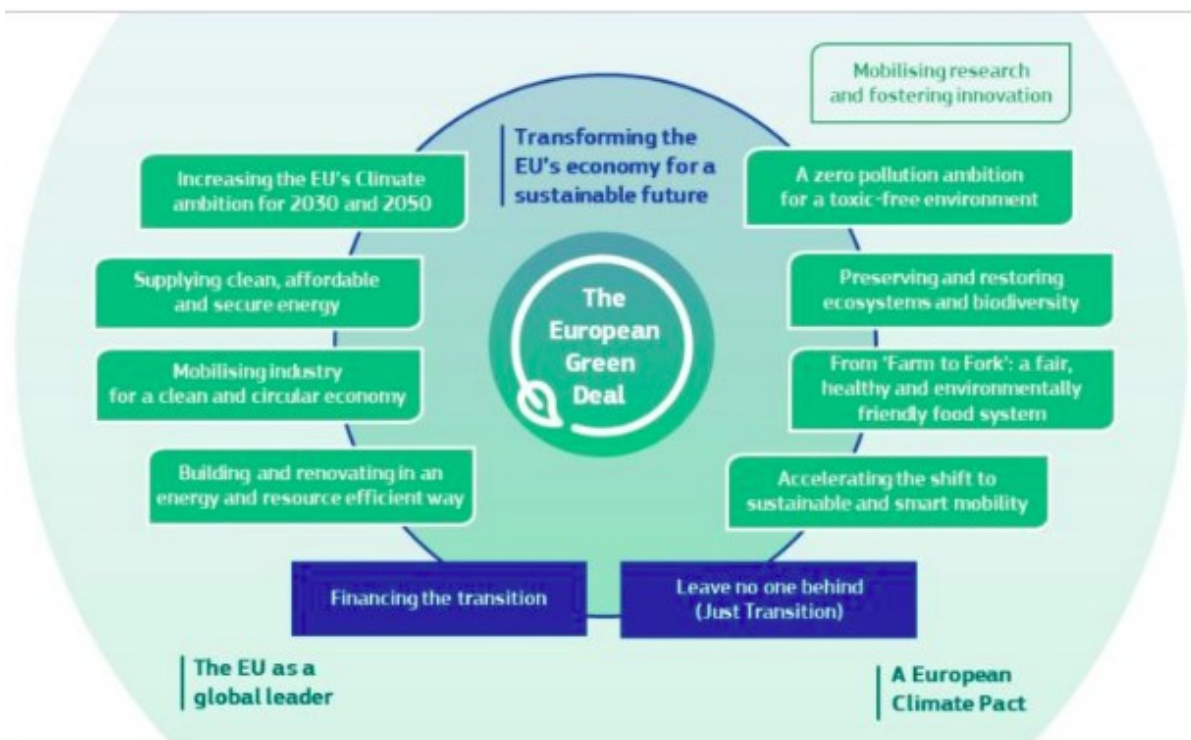 Mobilising research
and fostering innovation
Transforming the
EU's economy for a
sustainable future
Increasing the EU's Climate
ambition for 2030 and 2050
A zero pollution ambition
for a toxic-free environment
Supplying clean, affordable
and secure energy
Preserving and restoring
ecosystems and biodiversity
The
European
Green
Deal
Mobilising industry
for a clean and circular economy
From 'Farm to Fork': a fair,
healthy and environmentally
friendly food system
Building and renovating in an
energy and resource efficient way
Accelerating the shift to
sustainable and smart mobility
Financing the transition
Leave no one behind
(Just Transition)
The EU as a
global leader
A European
Climate Pact